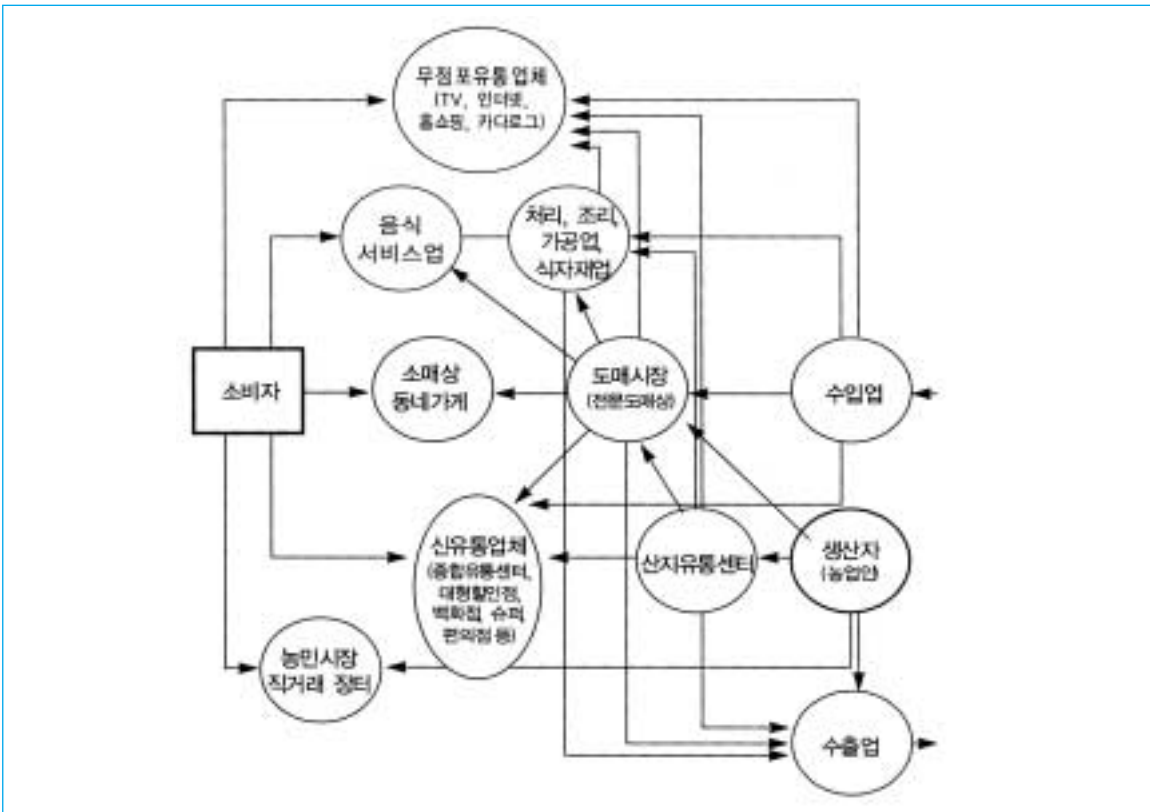 무점포유통업체
(TV, 인터넷,
홈쇼핑, 카다로그)
음식
서비스업
처리, 조리,
가공업,
식자재업
소비자
소매상
동네가게
도매시장
(전문도매상)
수입업
신유통업체
(종합유통센터,
대형할인점,
백화점, 슈퍼,
편의점 등)
산지유통센터
생산자
(농업인)
농민시장
직거래 장터
수출업